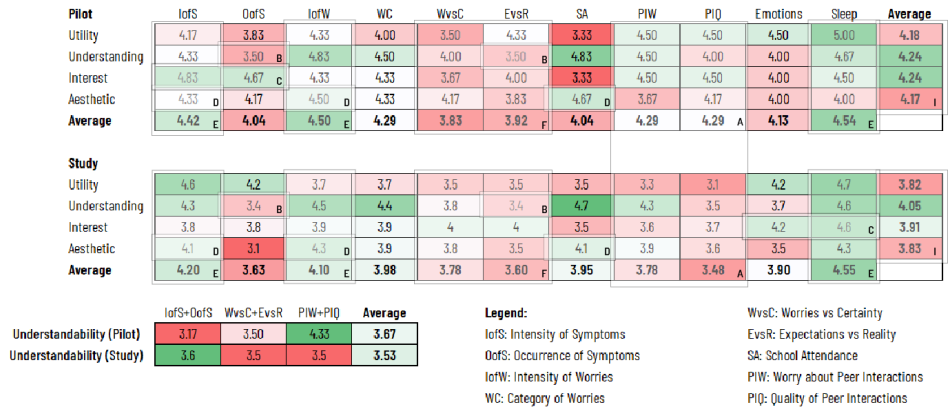 Pilot IofS OofS IofW WC WvsC EvsR SA PIW PIQ Emotions Sleep Average
Utility 4.17 3.83 4.33 4.00 3.50 4.33 3.33 4.50 4.50 4.50 5.00 4.18
Understanding 4.33 3.50 B 4.83 4.50 4.00 3.50 B 4.83 4.50 4.50 4.00 4.67 4.24
Interest 4.83 4.67 C 4.33 4.33 3.67 4.00 3.33 4.50 4.50 4.00 4.50 4.24
Aesthetic 4.33 D 4.17 4.50 D 4.33 4.17 3.83 4.67 D 3.67 4.17 4.00 4.00 4.17 I
Average 4.42 E 4.04 4.50 E 4.29 3.83 3.92 F 4.04 4.29 4.29 A 4.13 4.54 E
Study
Utility 4.6 4.2 3.7 3.7 3.5 3.5 3.5 3.3 3.1 4.2 4.7 3.82
Understanding 4.3 3.4 B 4.5 4.4 3.8 3.4 B 4.7 4.3 3.5 3.7 4.6 4.05
Interest 3.8 3.8 3.9 3.9 4 4 3.5 3.6 3.7 4.2 4.6 C 3.91
Aesthetic 4.1 D 3.1 4.3 D 3.9 3.8 3.5 4.1 D 3.9 3.6 3.5 4.3 3.83 I
Average 4.20 E 3.63 4.10 E 3.98 3.78 3.60 F 3.95 3.78 3.48 A 3.90 4.55 E
IofS+OofS WvsC+EvsR PIW+PIQ Average
Understandability (Pilot) 3.17 3.50 4.33 3.67
Understandability (Study) 3.6 3.5 3.5 3.53
Legend:
IofS: Intensity of Symptoms
OofS: Occurrence of Symptoms
IofW: Intensity of Worries
WC: Category of Worries
WvsC: Worries vs Certainty
EvsR: Expectations vs Reality
SA: School Attendance
PIW: Worry about Peer Interactions
PIQ: Quality of Peer Interactions